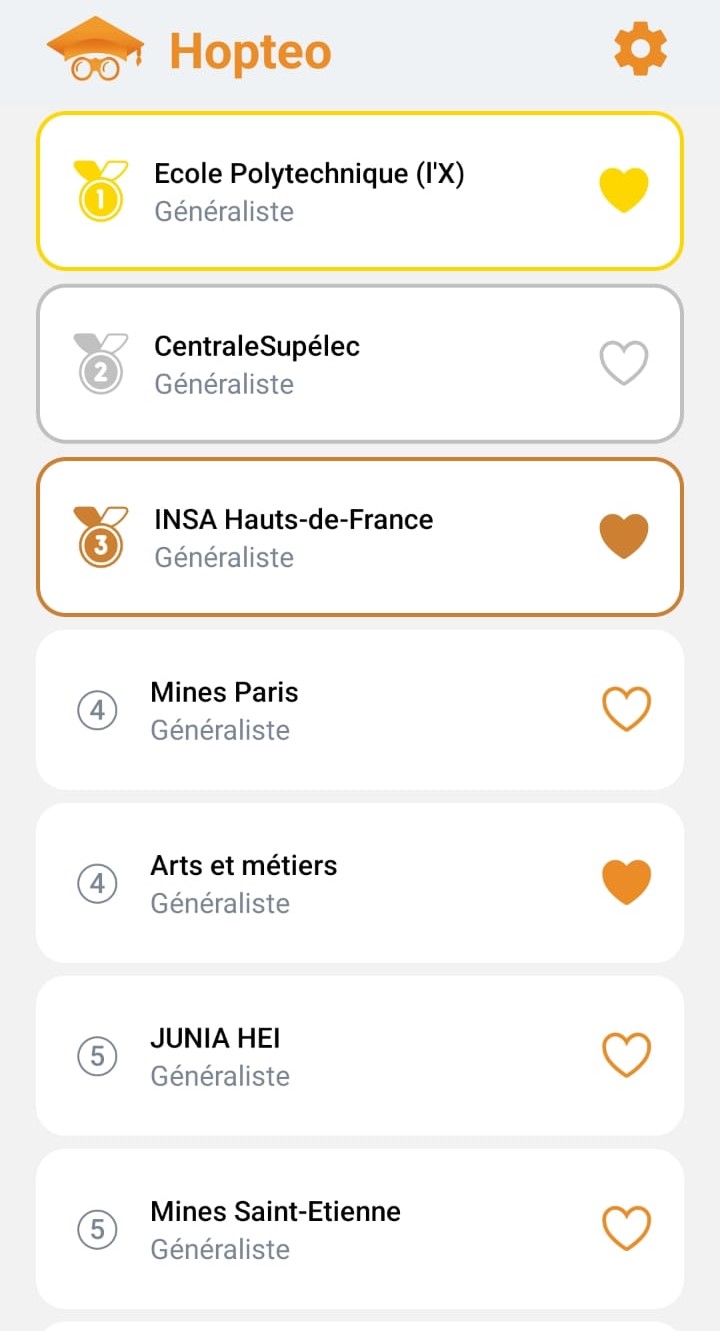 Hopteo
1
Ecole Polytechnique (l'X)
Généraliste
2
CentraleSupélec
Généraliste
3
INSA Hauts-de-France
Généraliste
4
Mines Paris
Généraliste
4
Arts et métiers
Généraliste
5
JUNIA HEI
Généraliste
5
Mines Saint-Etienne
Généraliste